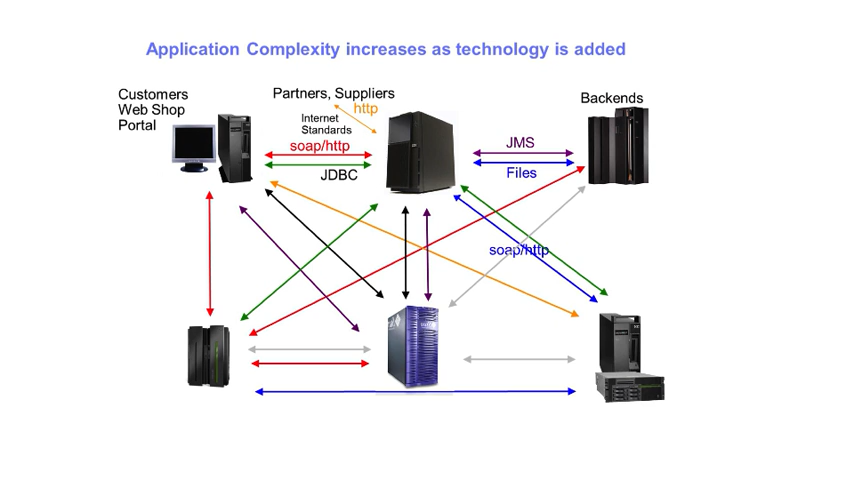 Application Complexity increases as technology is added
Customers
Web Shop
Portal
Partners, Suppliers
http
Internet
Standards
soap/http
JDBC
JMS
Files
Backends
soap/http